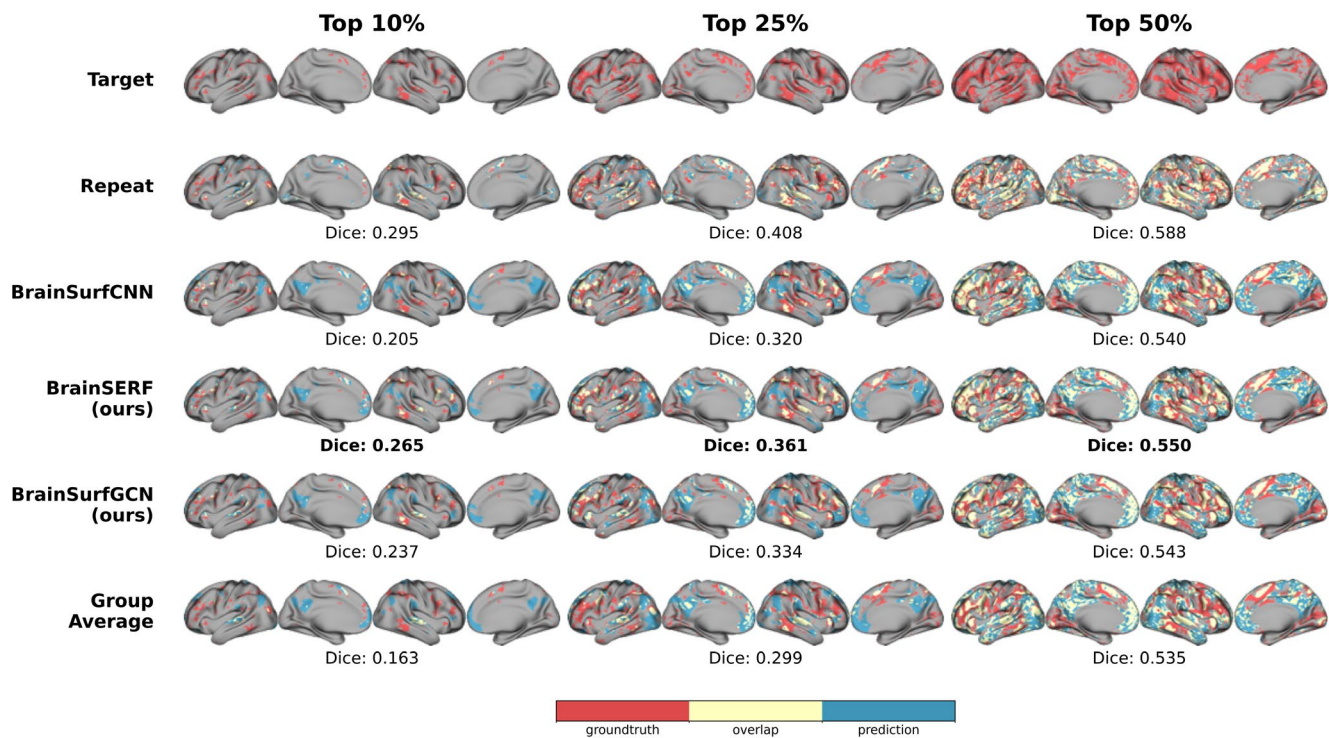 Top 10% Top 25% Top 50%
Target
Repeat
Dice: 0.295 Dice: 0.408 Dice: 0.588
BrainSurfCNN
Dice: 0.205 Dice: 0.320 Dice: 0.540
BrainSERF
(ours)
Dice: 0.265 Dice: 0.361 Dice: 0.550
BrainSurfGCN
(ours)
Dice: 0.237 Dice: 0.334 Dice: 0.543
Group
Average
Dice: 0.163 Dice: 0.299 Dice: 0.535
groundtruth overlap prediction